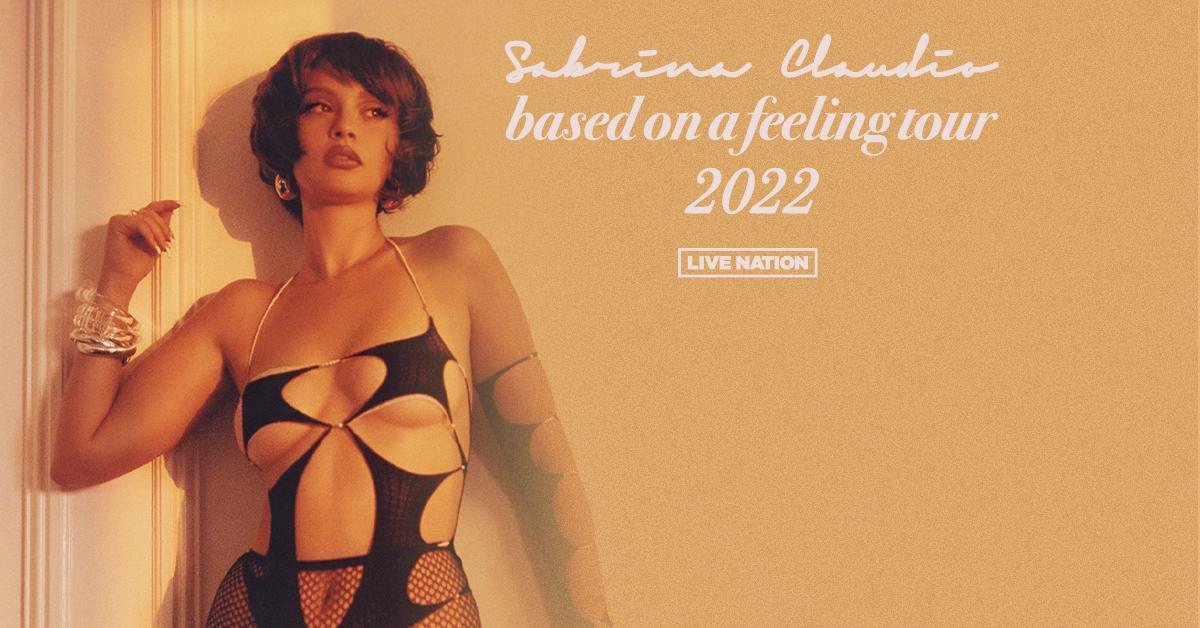 Sabrina Claudio
based on a feeling tour
2022
LIVE NATION